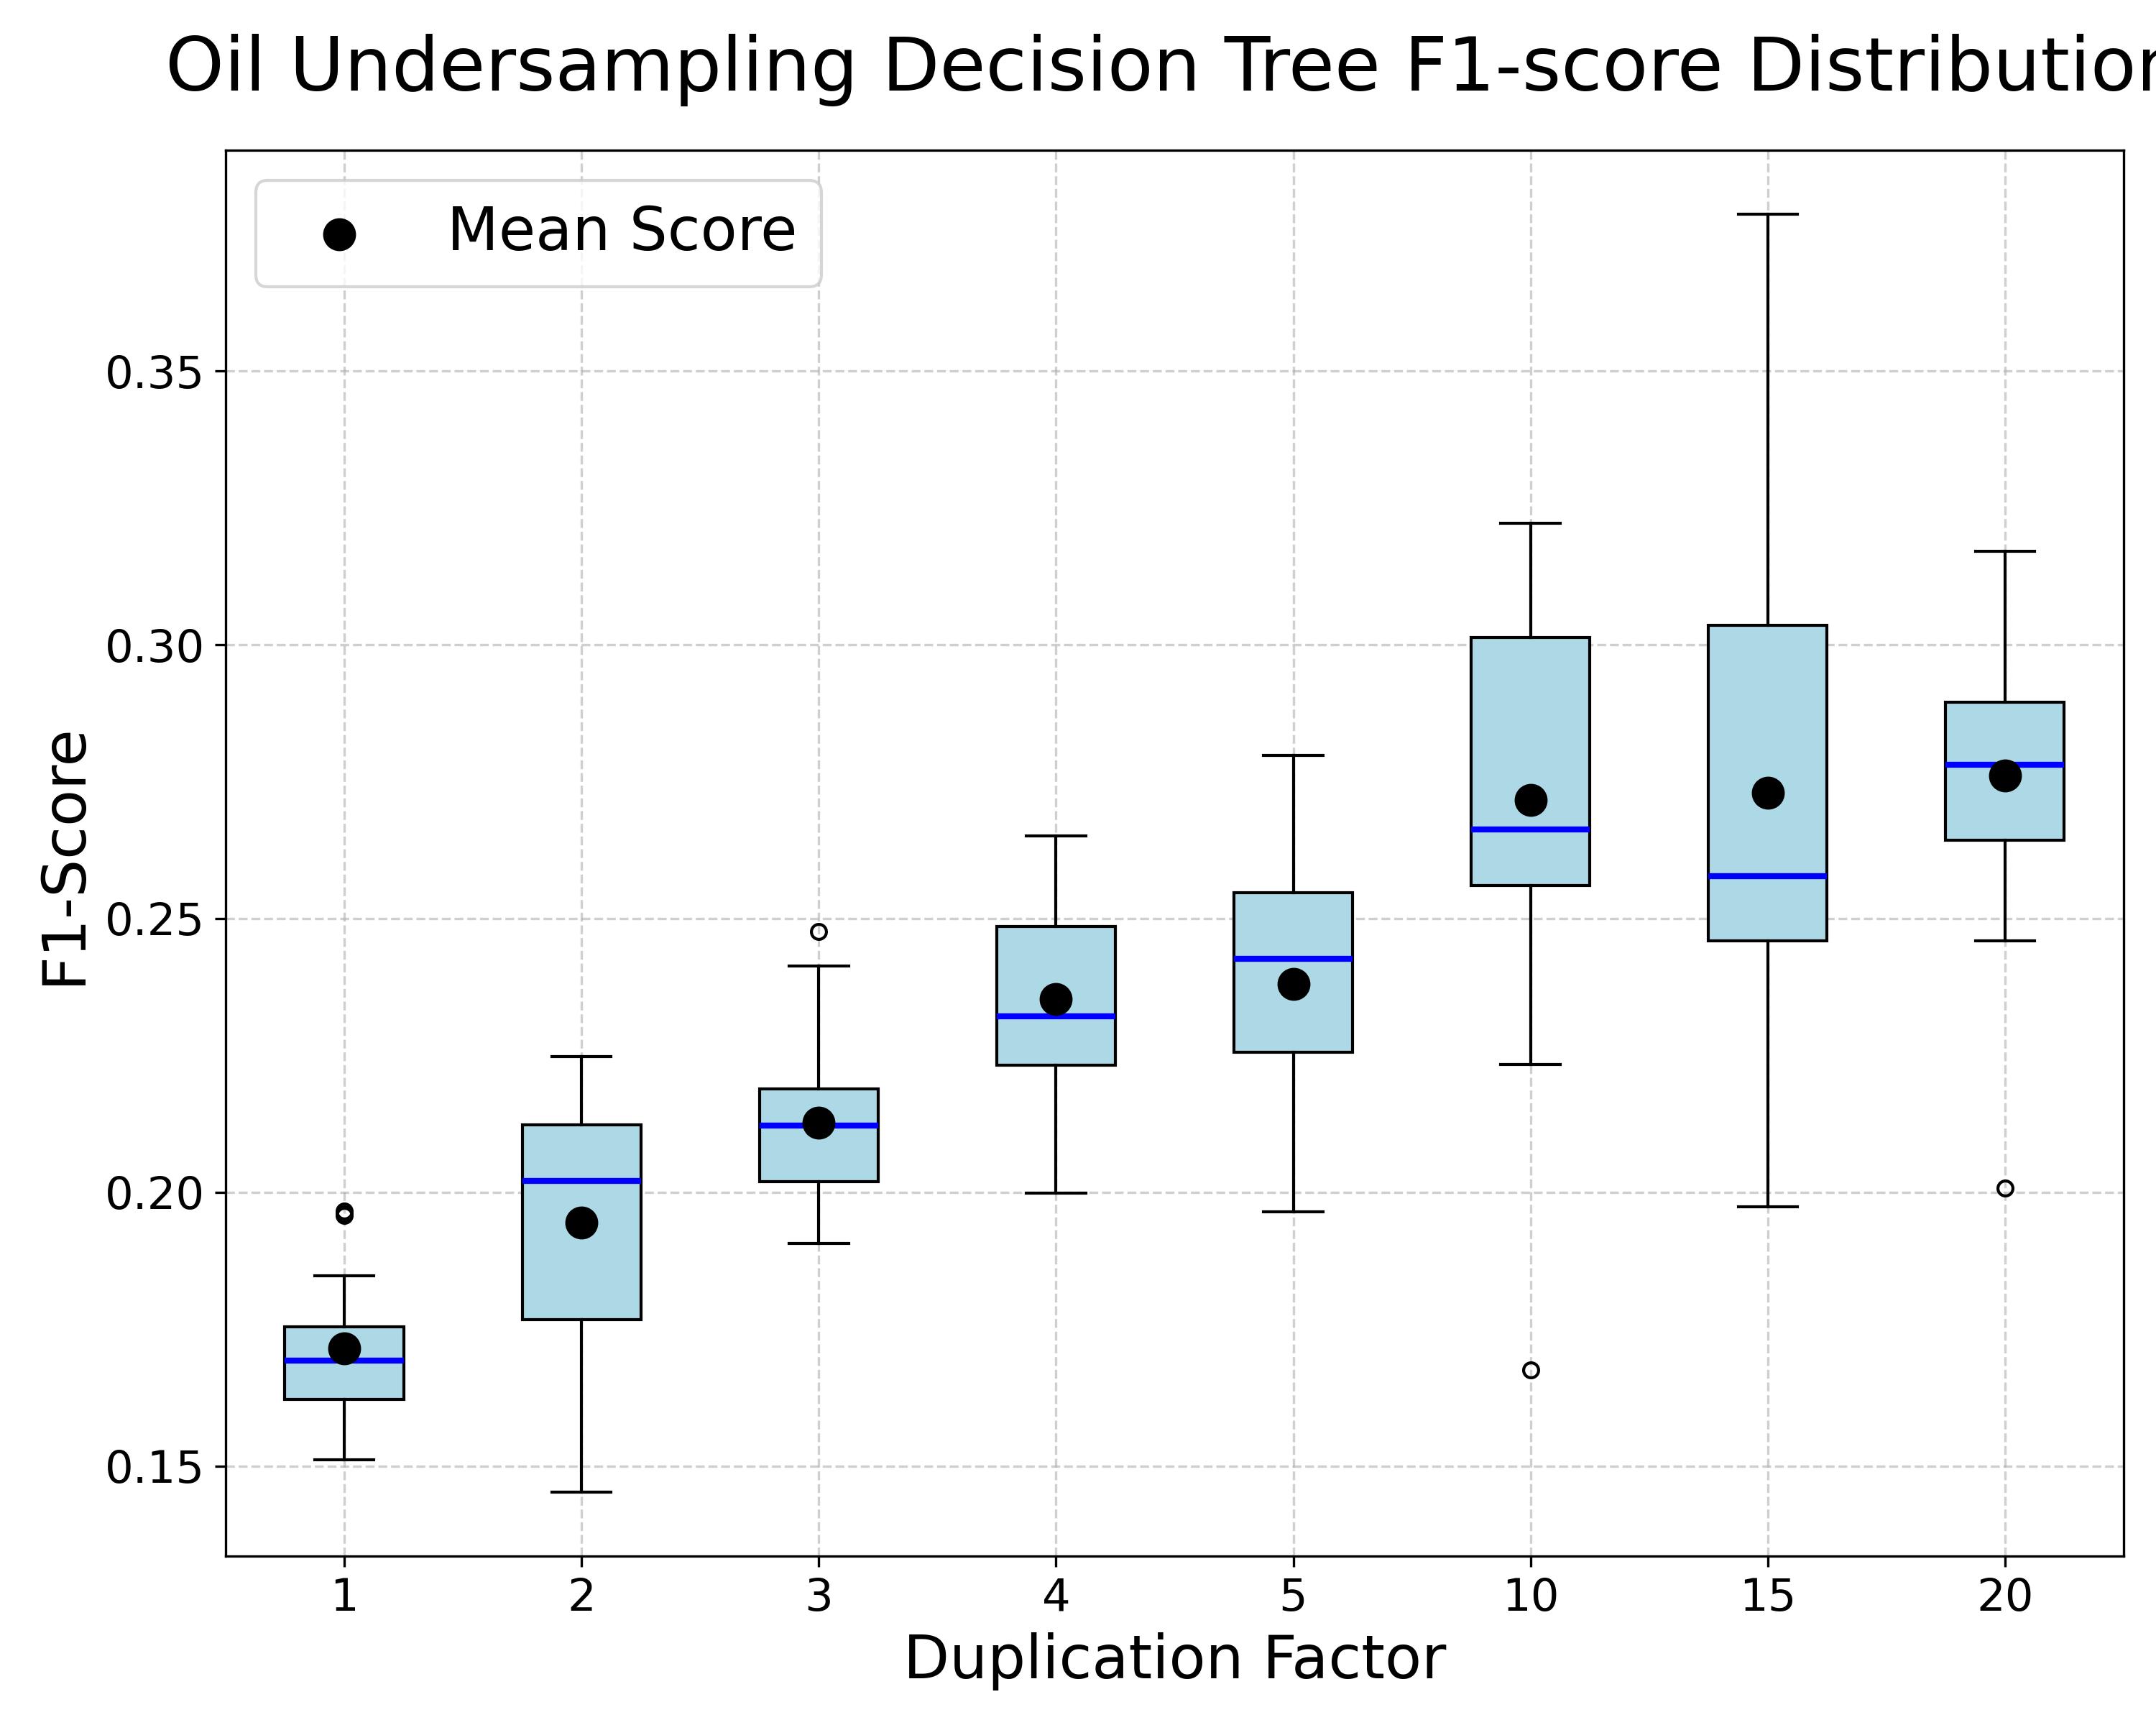 Oil Undersampling Decision Tree F1-score Distribution
Mean Score
0.35
0.30
0.25
0.20
0.15
F1-Score
1 2 3 4 5 10 15 20
Duplication Factor